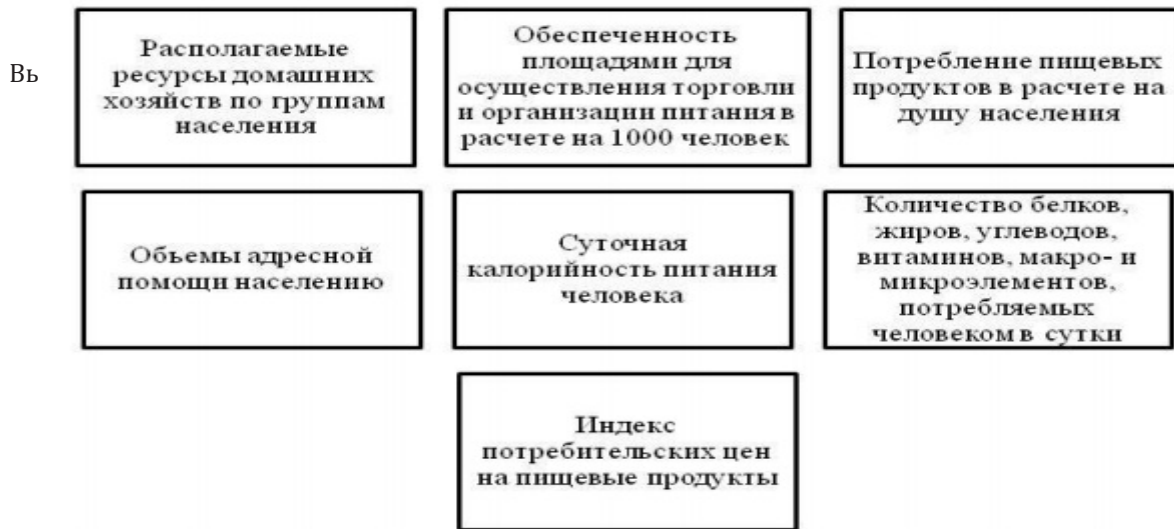 Вь
Располагаемые
ресурсы домашних
хозяйств по группам
населения
Обеспеченность
площадями для
осуществления торговли
и организации питания в
расчете на 1000 человек
Потребление пищевых
продуктов в расчете на
душу населения
Объемы адресной
помощи населению
Суточная
калорийность питания
человека
Количество белков,
жиров, углеводов,
витаминов, макро- и
микроэлементов,
потребляемых
человеком в сутки
Индекс
потребительских цен
на пищевые продукты